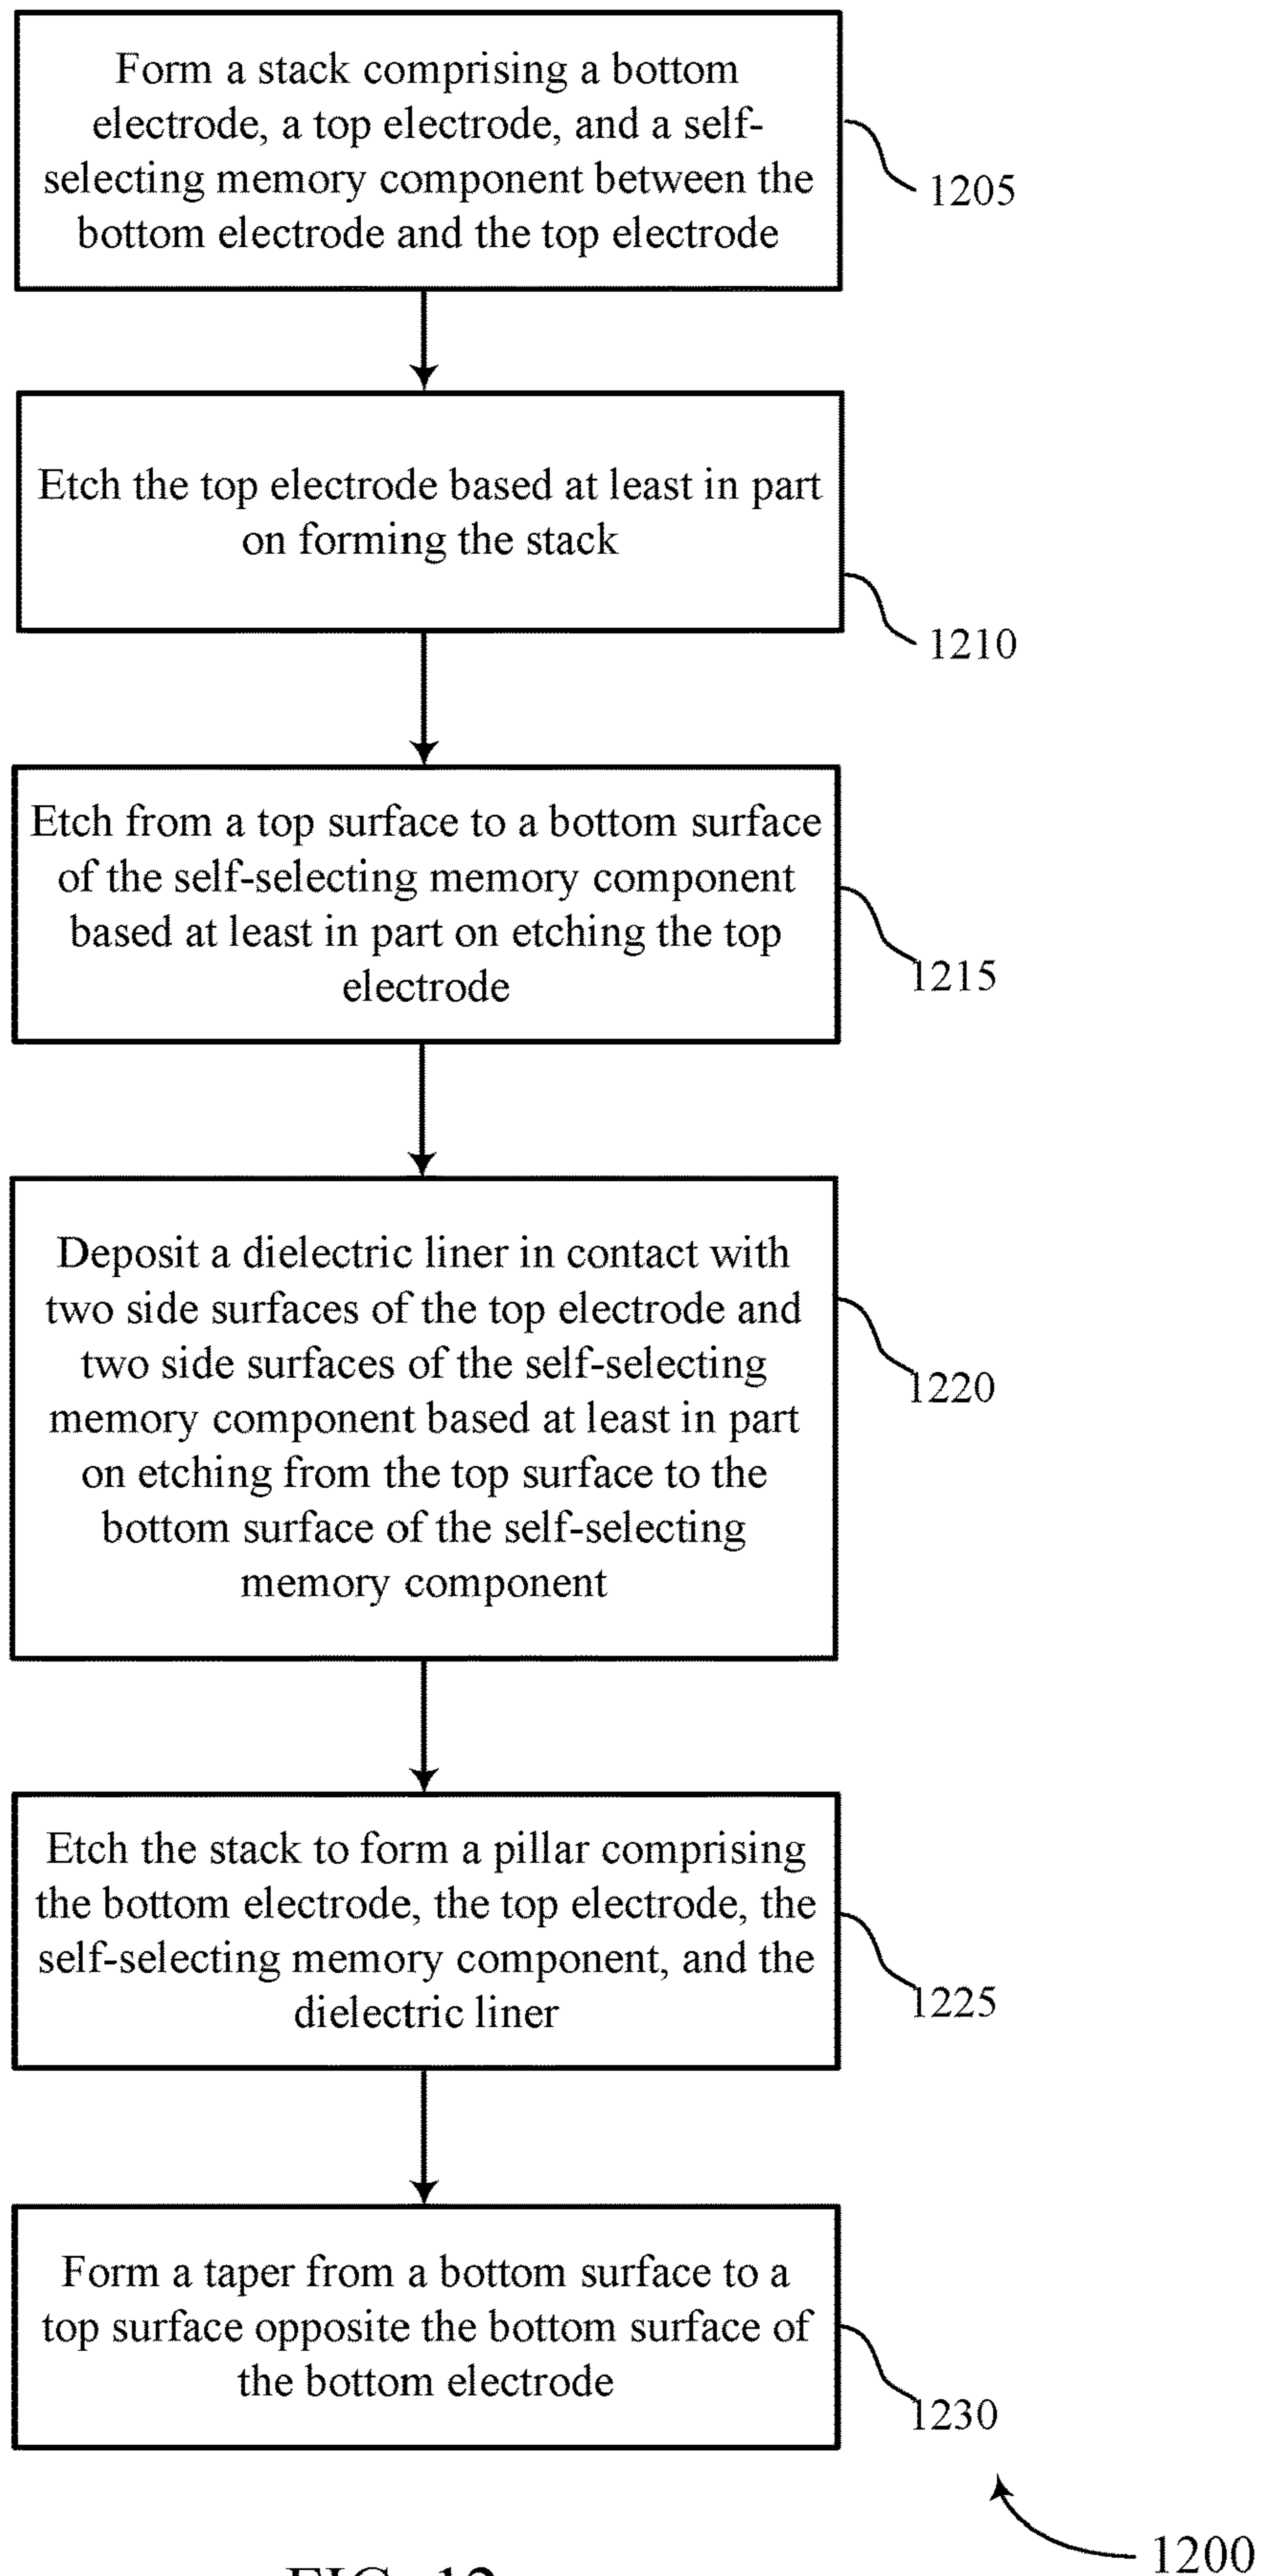 Form a stack comprising a bottom
electrode, a top electrode, and a self-
selecting memory component between the
bottom electrode and the top electrode
1205
Etch the top electrode based at least in part
on forming the stack
1210
Etch from a top surface to a bottom surface
of the self-selecting memory component
based at least in part on etching the top
electrode
1215
Deposit a dielectric liner in contact with
two side surfaces of the top electrode and
two side surfaces of the self-selecting
memory component based at least in part
on etching from the top surface to the
bottom surface of the self-selecting
memory component
1220
Etch the stack to form a pillar comprising
the bottom electrode, the top electrode, the
self-selecting memory component, and the
dielectric liner
1225
Form a taper from a bottom surface to a
top surface opposite the bottom surface of
the bottom electrode
1230
1200
FIG. 12